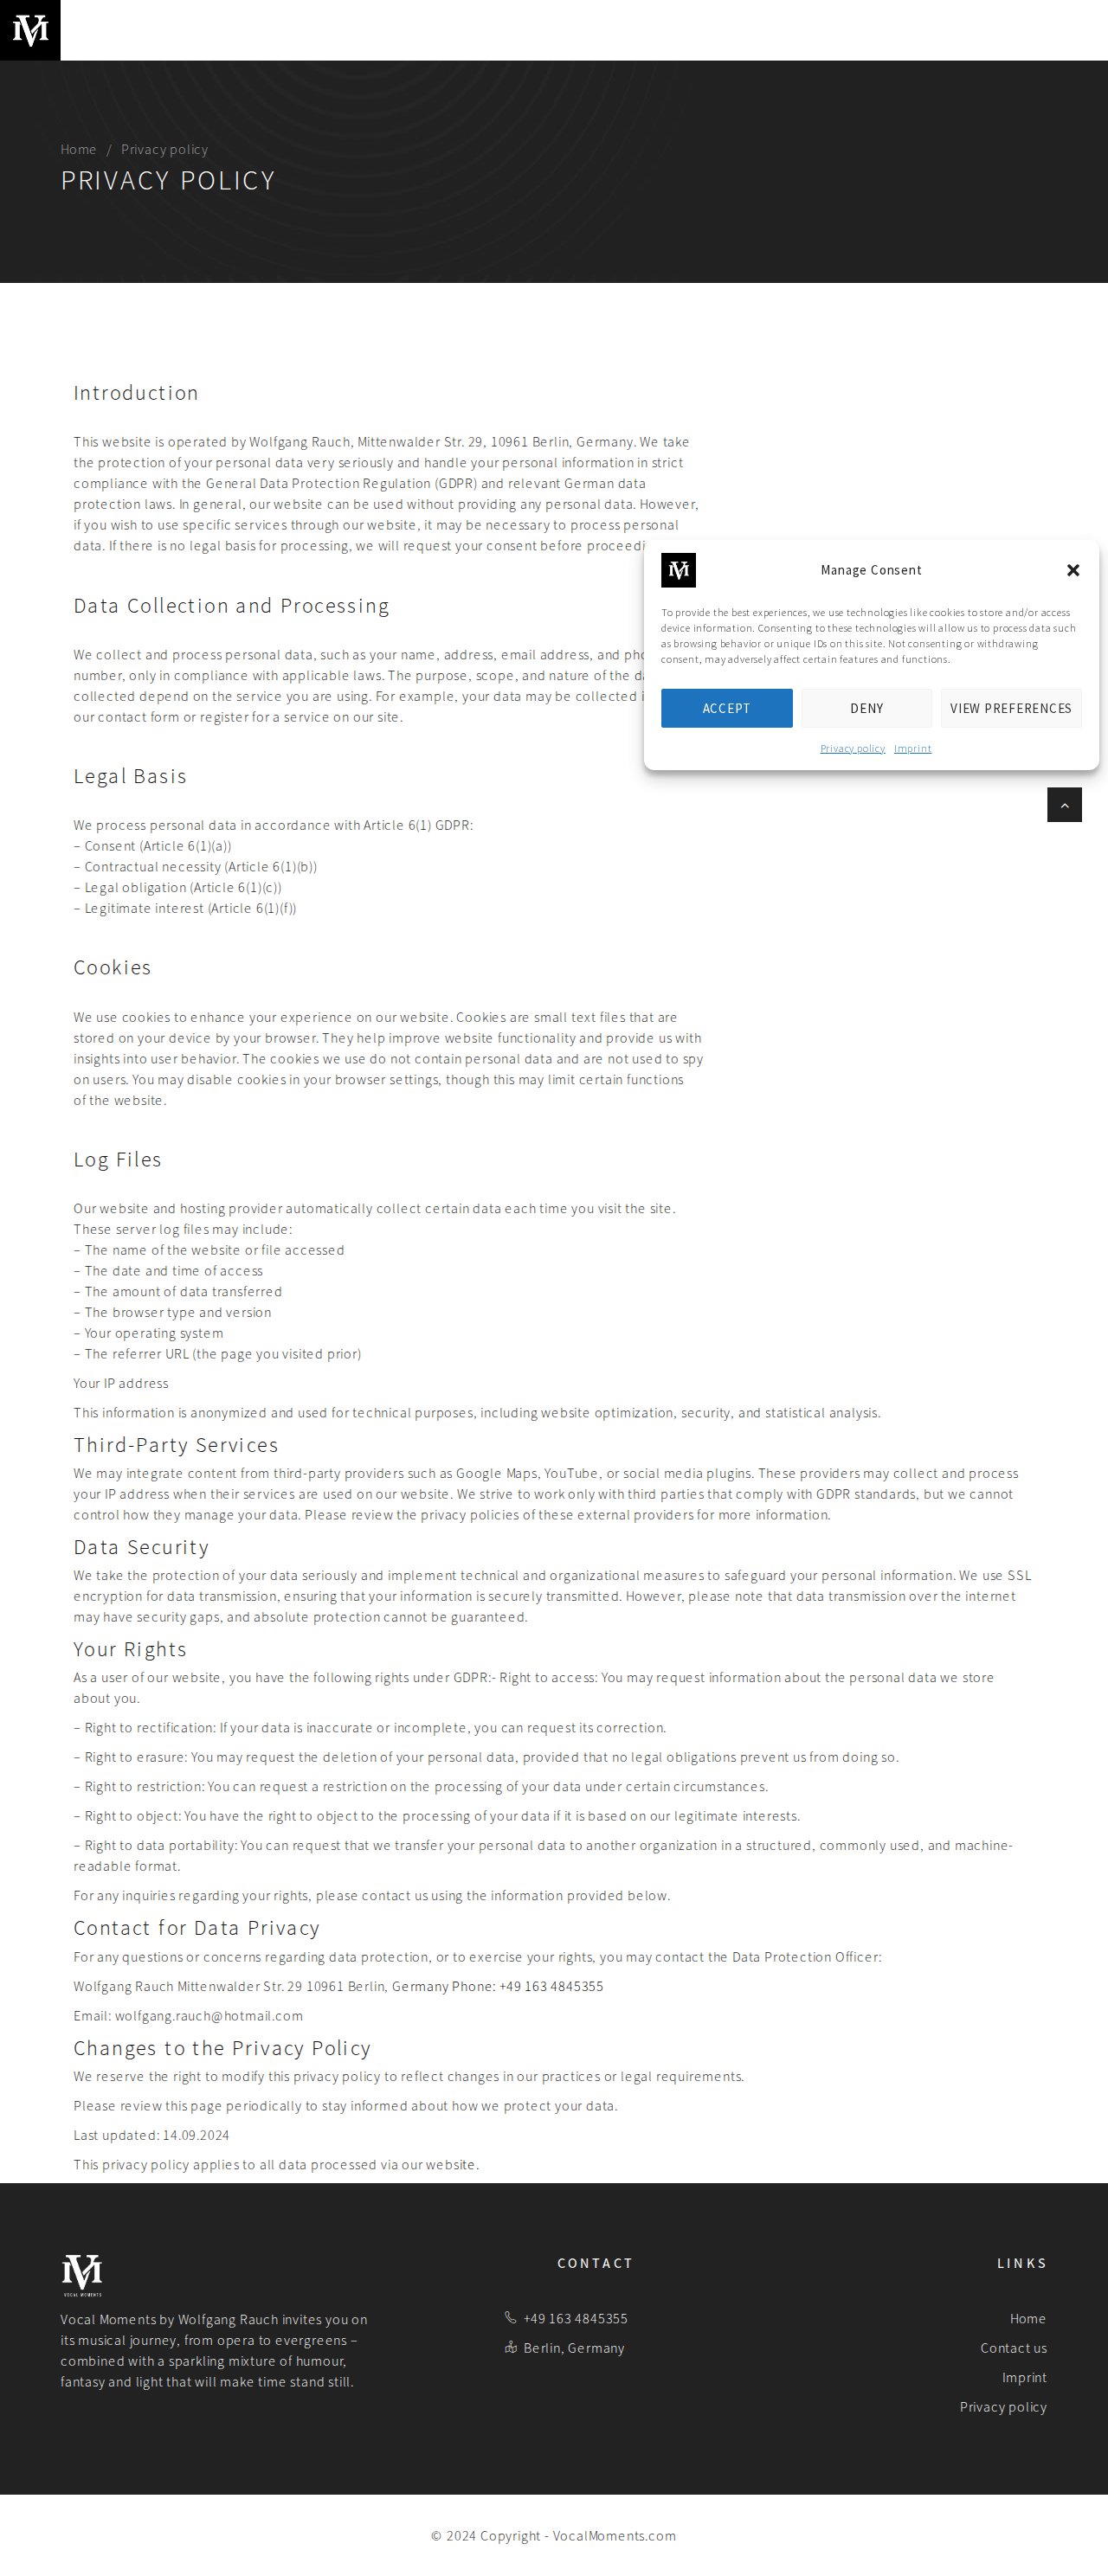 VM
Home / Privacy policy
PRIVACY POLICY
Introduction
This website is operated by Wolfgang Rauch, Mittenwalder Str. 29, 10961 Berlin, Germany. We take
the protection of your personal data very seriously and handle your personal information in strict
compliance with the General Data Protection Regulation (GDPR) and relevant German data
protection laws. In general, our website can be used without providing any personal data. However,
if you wish to use specific services through our website, it may be necessary to process personal
data. If there is no legal basis for processing, we will request your consent before
Manage Consent
To provide the best experiences, we use technologies like cookies to store and/or access
device information. Consenting to these technologies will allow us to process data such
as browsing behavior or unique IDs on this site. Not consenting or withdrawing
consent, may adversely affect certain features and functions.
ACCEPT
DENY
VIEW PREFERENCES
Privacy policy Imprint
Data Collection and Processing
We collect and process personal data, such as your name, address, email address, and
number, only in compliance with applicable laws. The purpose, scope, and nature of the
collected depend on the service you are using. For example, your data may be collected
our contact form or register for a service on our site.
Legal Basis
We process personal data in accordance with Article 6(1) GDPR:
– Consent (Article 6(1)(a))
– Contractual necessity (Article 6(1)(b))
– Legal obligation (Article 6(1)(c))
– Legitimate interest (Article 6(1)(f))
Cookies
We use cookies to enhance your experience on our website. Cookies are small text files that are
stored on your device by your browser. They help improve website functionality and provide us with
insights into user behavior. The cookies we use do not contain personal data and are not used to spy
on users. You may disable cookies in your browser settings, though this may limit certain functions
of the website.
Log Files
Our website and hosting provider automatically collect certain data each time you visit the site.
These server log files may include:
– The name of the website or file accessed
– The date and time of access
– The amount of data transferred
– The browser type and version
– Your operating system
– The referrer URL (the page you visited prior)
Your IP address
This information is anonymized and used for technical purposes, including website optimization, security, and statistical analysis.
Third-Party Services
We may integrate content from third-party providers such as Google Maps, YouTube, or social media plugins. These providers may collect and process
your IP address when their services are used on our website. We strive to work only with third parties that comply with GDPR standards, but we cannot
control how they manage your data. Please review the privacy policies of these external providers for more information.
Data Security
We take the protection of your data seriously and implement technical and organizational measures to safeguard your personal information. We use SSL
encryption for data transmission, ensuring that your information is securely transmitted. However, please note that data transmission over the internet
may have security gaps, and absolute protection cannot be guaranteed.
Your Rights
As a user of our website, you have the following rights under GDPR:- Right to access: You may request information about the personal data we store
about you.
– Right to rectification: If your data is inaccurate or incomplete, you can request its correction.
– Right to erasure: You may request the deletion of your personal data, provided that no legal obligations prevent us from doing so.
– Right to restriction: You can request a restriction on the processing of your data under certain circumstances.
– Right to object: You have the right to object to the processing of your data if it is based on our legitimate interests.
– Right to data portability: You can request that we transfer your personal data to another organization in a structured, commonly used, and machine-
readable format.
For any inquiries regarding your rights, please contact us using the information provided below.
Contact for Data Privacy
For any questions or concerns regarding data protection, or to exercise your rights, you may contact the Data Protection Officer:
Wolfgang Rauch Mittenwalder Str. 29 10961 Berlin, Germany Phone: +49 163 4845355
Email: wolfgang.rauch@hotmail.com
Changes to the Privacy Policy
We reserve the right to modify this privacy policy to reflect changes in our practices or legal requirements.
Please review this page periodically to stay informed about how we protect your data.
Last updated: 14.09.2024
This privacy policy applies to all data processed via our website.
VM
VOCAL MOMENTS
Vocal Moments by Wolfgang Rauch invites you on
its musical journey, from opera to evergreens –
combined with a sparkling mixture of humour,
fantasy and light that will make time stand still.
CONTACT
+49 163 4845355
Berlin, Germany
LINKS
Home
Contact us
Imprint
Privacy policy
© 2024 Copyright - VocalMoments.com